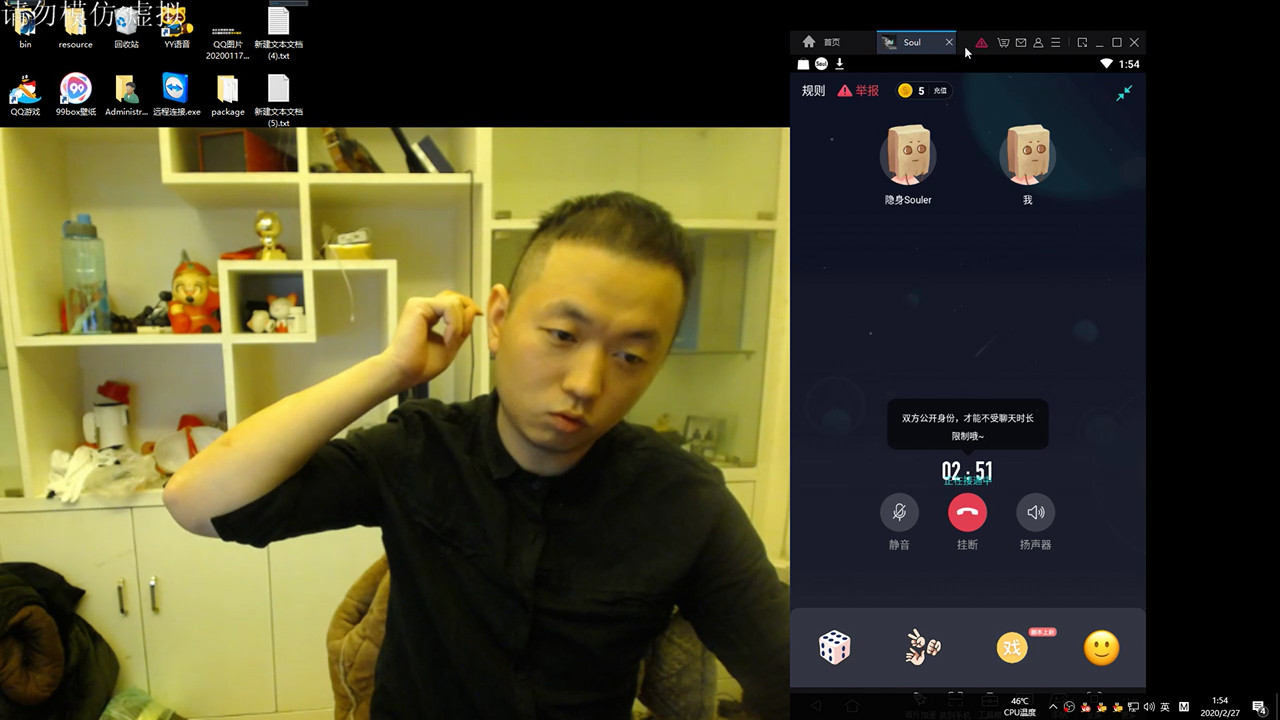 请勿模仿 虚拟
bin
resource
回收站
YY语音
QQ图片
20200117...
新建文本文档
(4).txt
QQ游戏
99box壁纸
Administr...
远程连接.exe
package
新建文本文档
(5).txt
首页
Soul
Soul
1:54
规则
举报
5
充值
隐身Souler
我
双方公开身份，才能不受聊天时长
限制哦~
02:51
正在接通中
静音
挂断
扬声器
戏
剧本上新
46℃
CPU温度
英
M
1:54
2020/2/27
4